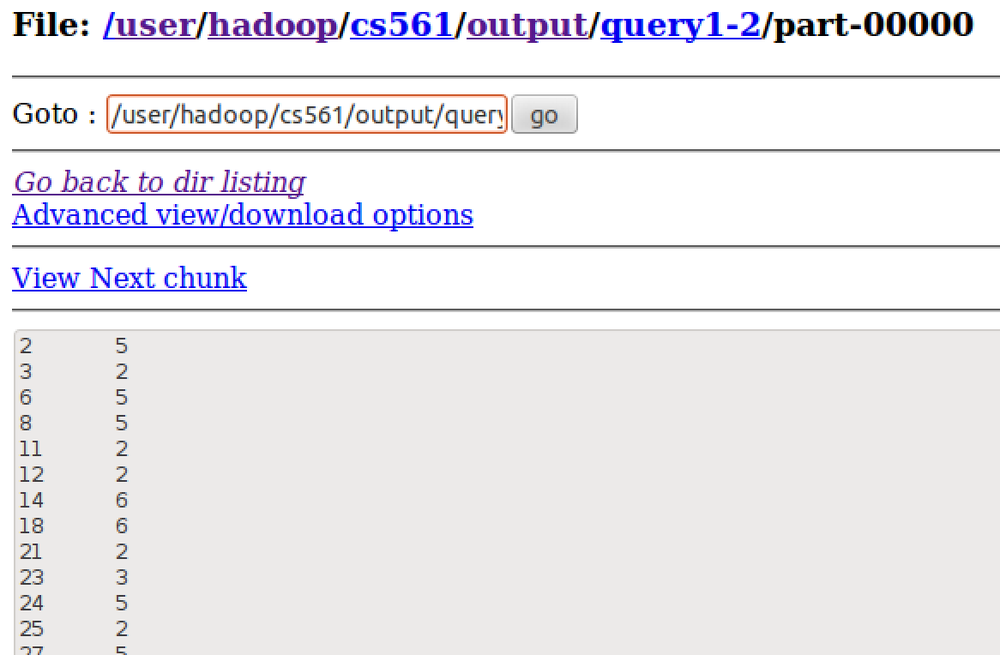 File: /user/hadoop/cs561/output/query1-2/part-00000
Goto : /user/hadoop/cs561/output/query go
Go back to dir listing
Advanced view/download options
View Next chunk
2 5
3 2
6 5
8 5
11 2
12 2
14 6
18 6
21 2
23 3
24 5
25 2
27 5